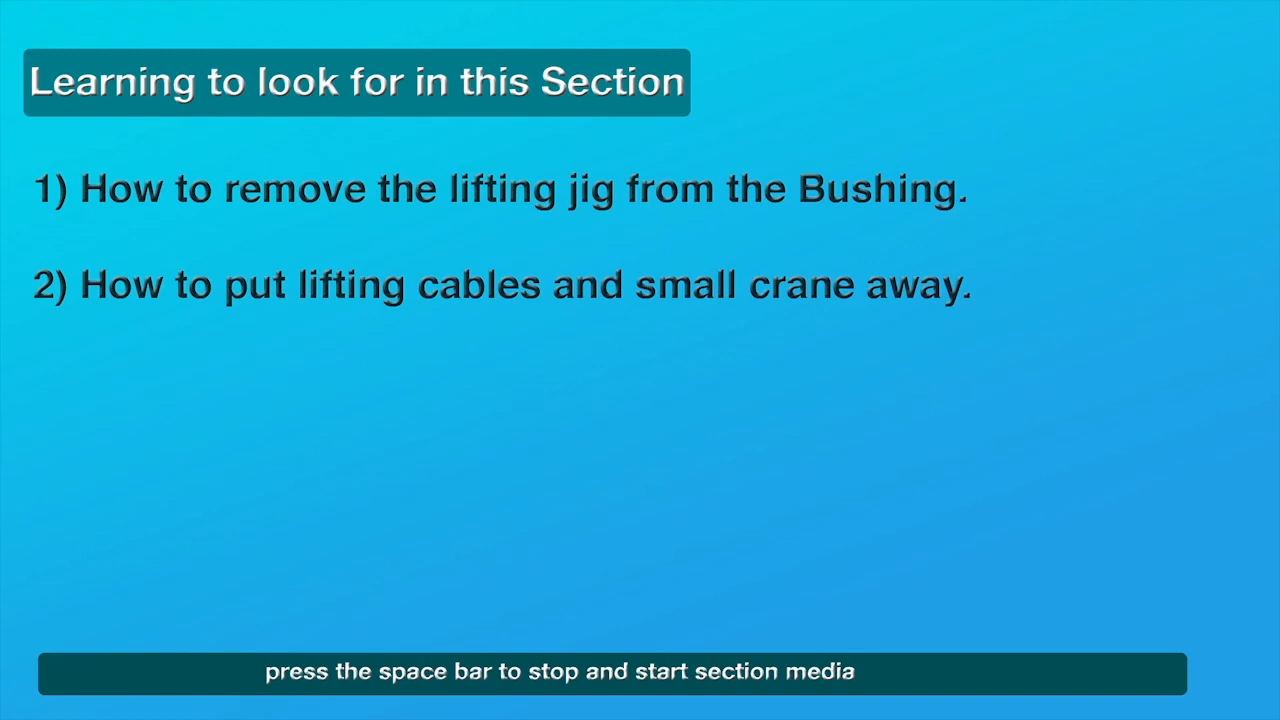 Learning to look for in this Section
1) How to remove the lifting jig from the Bushing.
2) How to put lifting cables and small crane away.
press the space bar to stop and start section media